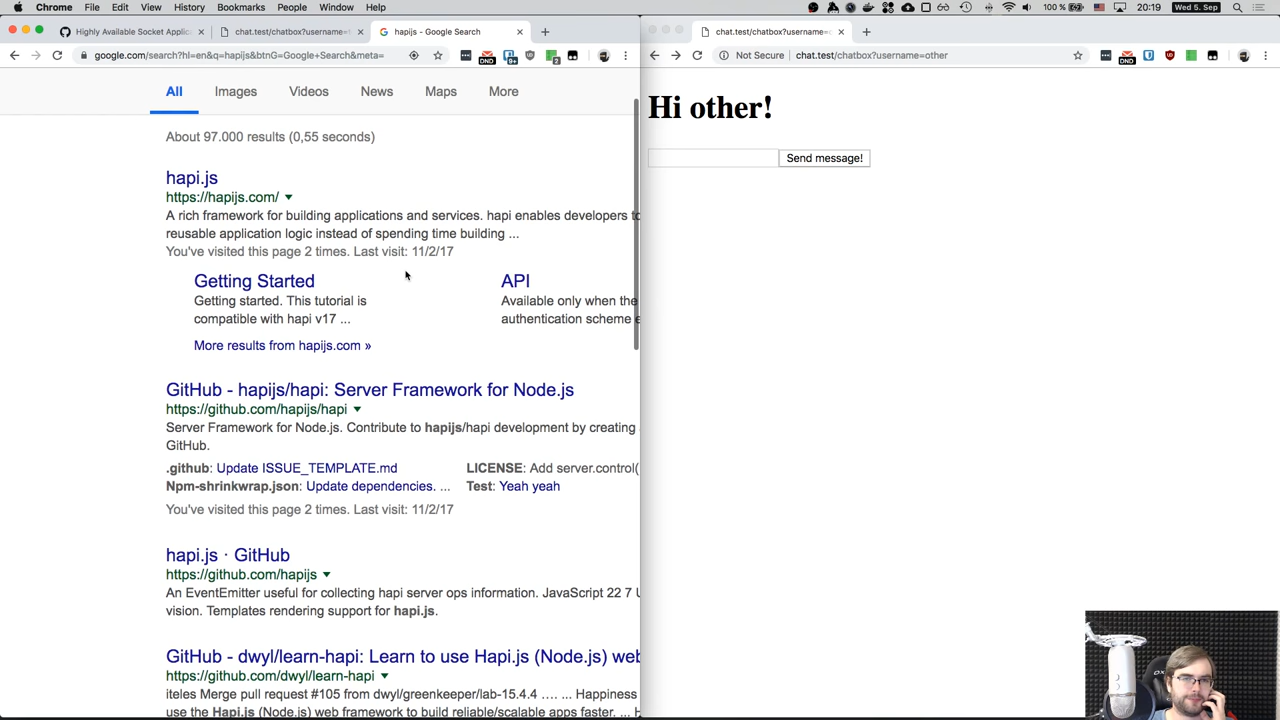 Chrome File Edit View History Bookmarks People Window Help
100 % Wed 5. Sep 20:19
Highly Available Socket Applic
chat.test/chatbox?username=
hapijs - Google Search
google.com/search?hl=en&q=hapijs&btnG=Google+Search&meta=
DND 9+ 2
All Images Videos News Maps More
About 97.000 results (0,55 seconds)
hapi.js
https://hapijs.com/
A rich framework for building applications and services. hapi enables developers to
reusable application logic instead of spending time building ...
You've visited this page 2 times. Last visit: 11/2/17
Getting Started
Getting started. This tutorial is
compatible with hapi v17 ...
API
Available only when the
authentication scheme
More results from hapijs.com »
GitHub - hapijs/hapi: Server Framework for Node.js
https://github.com/hapijs/hapi
Server Framework for Node.js. Contribute to hapijs/hapi development by creating
GitHub.
.github: Update ISSUE_TEMPLATE.md LICENSE: Add server.control(
Npm-shrinkwrap.json: Update dependencies. ... Test: Yeah yeah
You've visited this page 2 times. Last visit: 11/2/17
hapi.js · GitHub
https://github.com/hapijs
An EventEmitter useful for collecting hapi server ops information. JavaScript 22 7 U
vision. Templates rendering support for hapi.js.
GitHub - dwyl/learn-hapi: Learn to use Hapi.js (Node.js) web
https://github.com/dwyl/learn-hapi
iteles Merge pull request #105 from dwyl/greenkeeper/lab-15.4.4 …. ... Happiness
use the Hapi.js (Node.js) web framework to build reliable/scalable apps faster. ... H
chat.test/chatbox?username=
Not Secure chat.test/chatbox?username=other
DND
Hi other!
Send message!